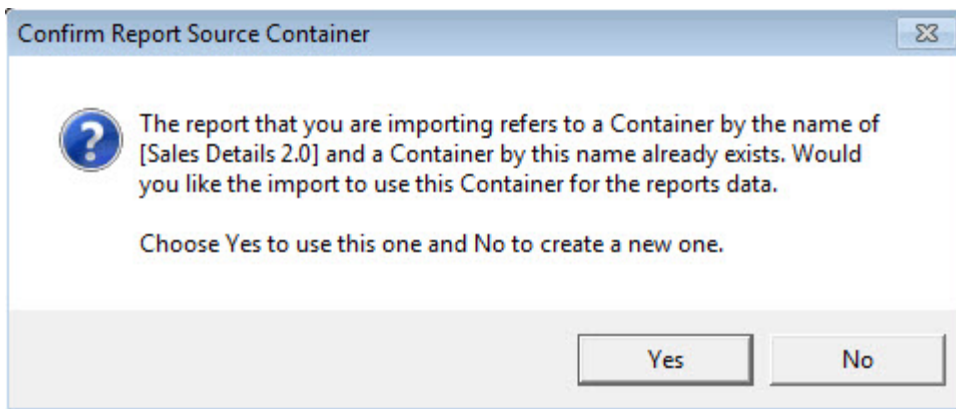 Confirm Report Source Container
The report that you are importing refers to a Container by the name of
[Sales Details 2.0] and a Container by this name already exists. Would
you like the import to use this Container for the reports data.
Choose Yes to use this one and No to create a new one.
Yes
No